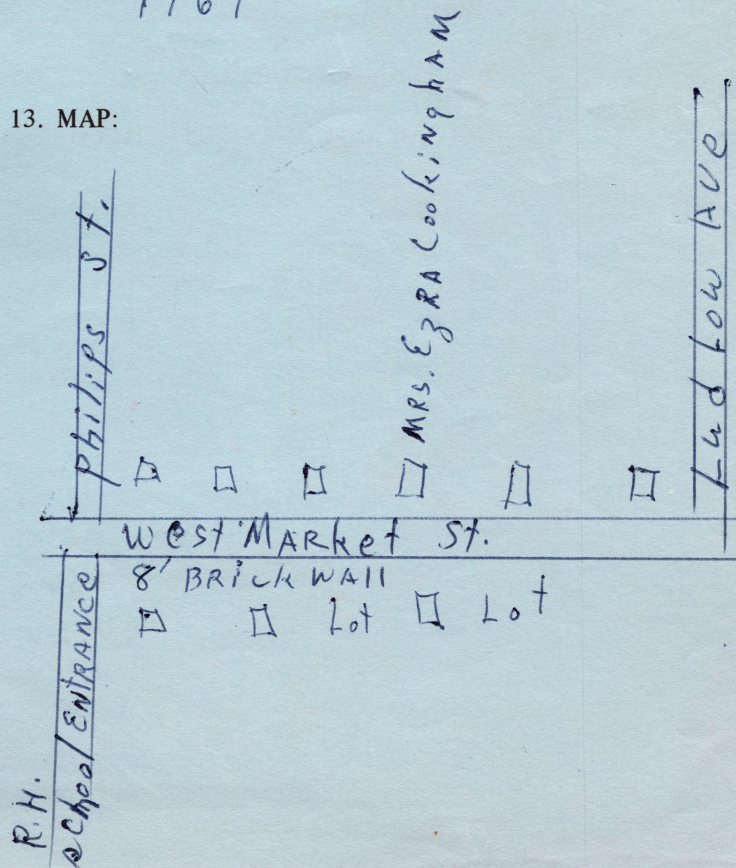 13. MAP:
Philips St.
MRS. EzRA CookinghAM
Ludlow AVe
West MARket St.
8' BRick WAll
Lot
Lot
R.H.
school ENTRANCe